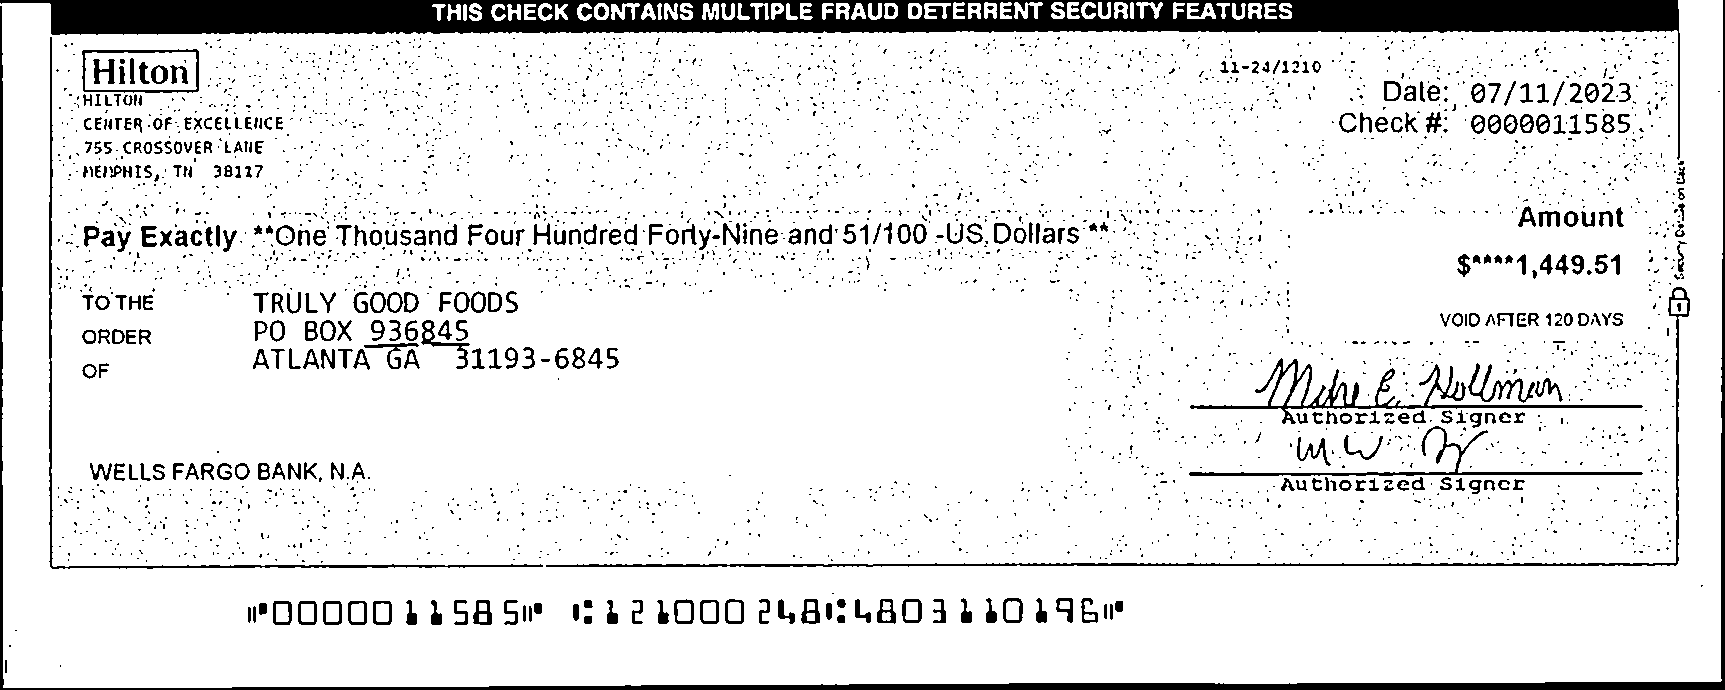 THIS CHECK CONTAINS MULTIPLE FRAUD DETERRENT SECURITY FEATURES
Hilton
11-24/1210
HILTON
CENTER OF EXCELLENCE
755 CROSSOVER LANE
MEMPHIS, TN 38117
Date: 07/11/2023
Check #: 0000011585
Pay Exactly **One Thousand Four Hundred Forty-Nine and 51/100 -US Dollars **
Amount
$****1,449.51
TO THE ORDER OF
TRULY GOOD FOODS
PO BOX 936845
ATLANTA GA 31193-6845
VOID AFTER 120 DAYS
Mike E. Hollman
Authorized Signer
Authorized Signer
WELLS FARGO BANK, N.A.
⑈0000011585⑈ ⑆121000248⑆4803110196⑈